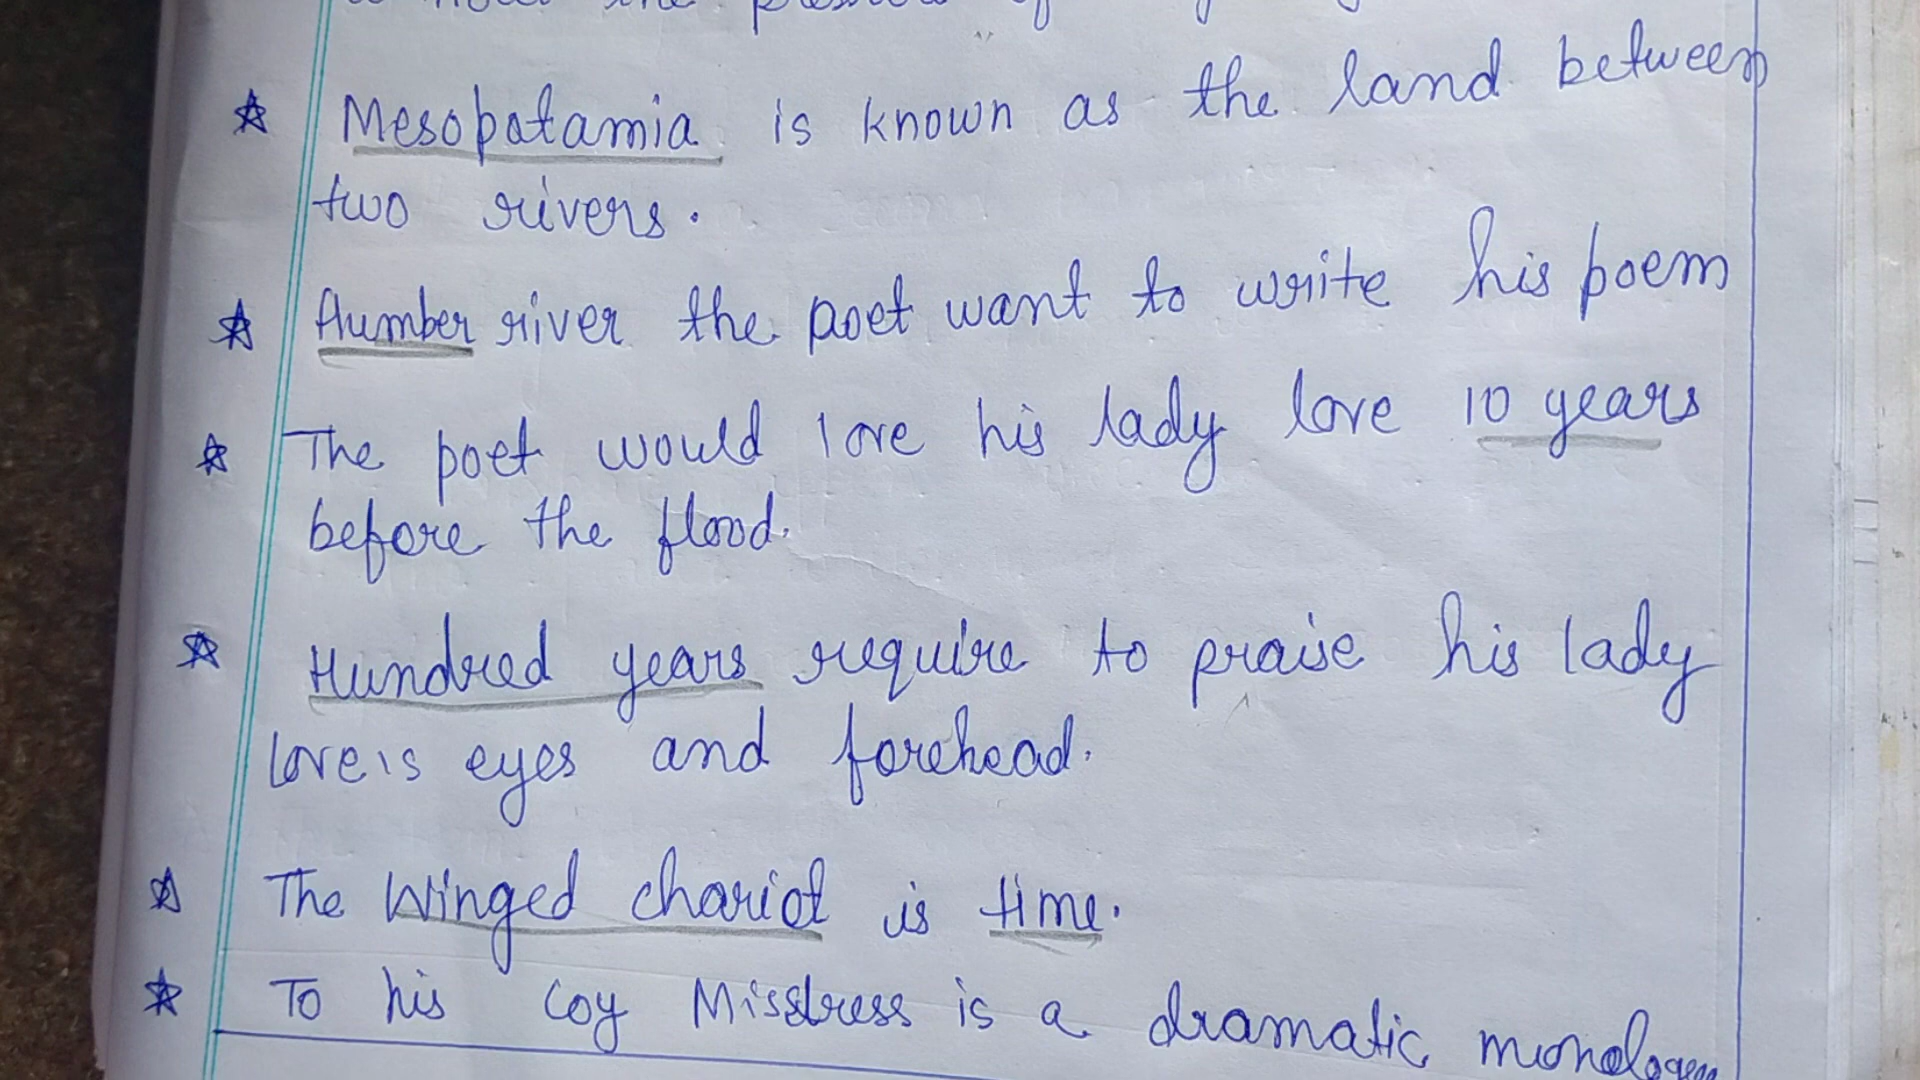 the
☆ Mesopotamia is known as the land between
two rivers.
☆ Humber river the poet want to write his poem
☆ The poet would love his lady love 10 years
before the flood.
☆ Hundred years require to praise his lady
love is eyes and forehead.
☆ The Winged chariot is time.
☆ To his Coy Misstress is a dramatic